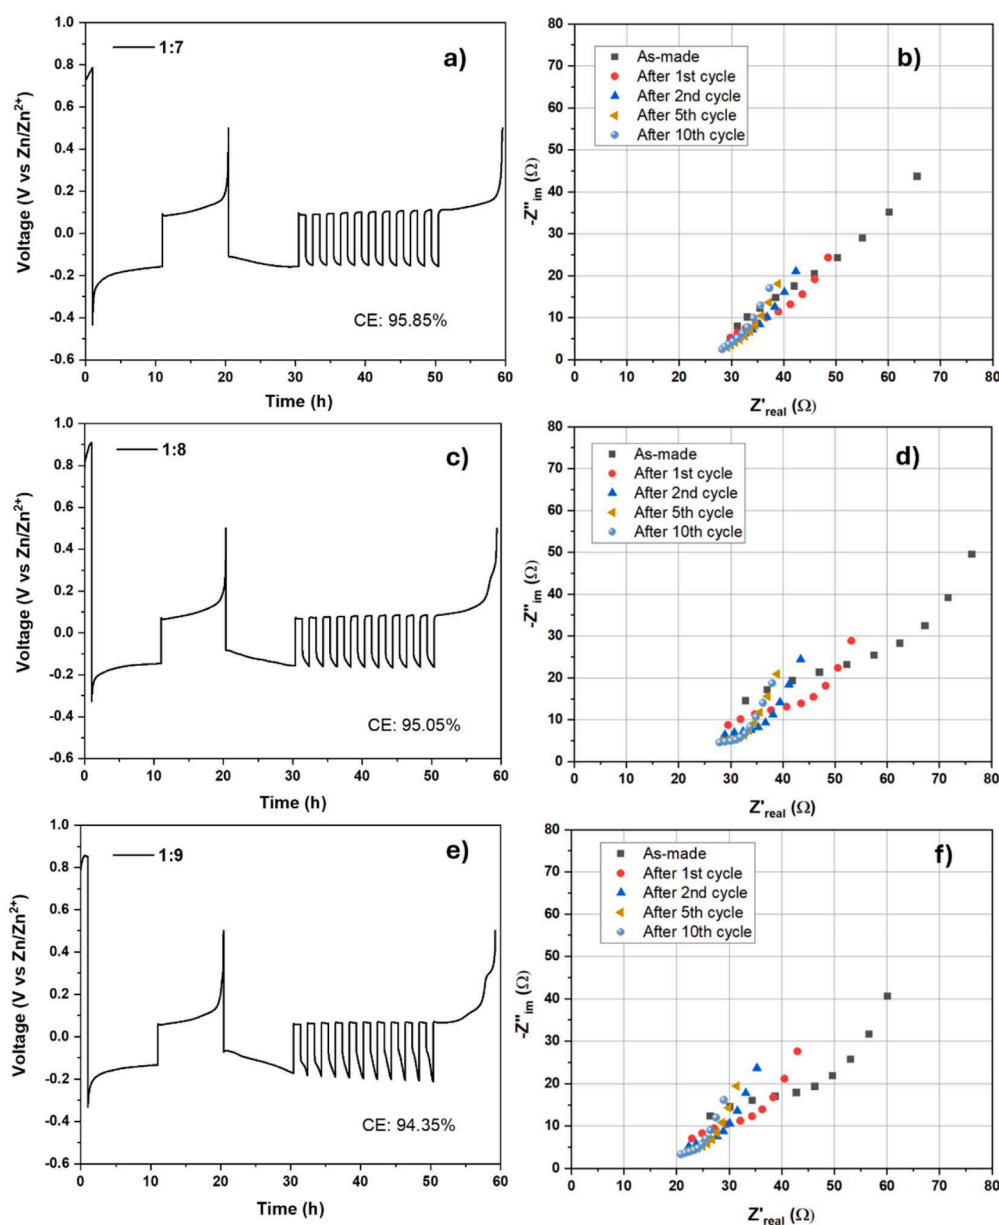 1:7
a)
Voltage (V vs Zn/Zn²⁺)
1.0
0.8
0.6
0.4
0.2
0.0
-0.2
-0.4
-0.6
CE: 95.85%
0 10 20 30 40 50 60
Time (h)
b)
As-made
After 1st cycle
After 2nd cycle
After 5th cycle
After 10th cycle
-Z"im (Ω)
80
70
60
50
40
30
20
10
0
0 10 20 30 40 50 60 70 80
Z'real (Ω)
1:8
c)
Voltage (V vs Zn/Zn²⁺)
1.0
0.8
0.6
0.4
0.2
0.0
-0.2
-0.4
-0.6
CE: 95.05%
0 10 20 30 40 50 60
Time (h)
d)
As-made
After 1st cycle
After 2nd cycle
After 5th cycle
After 10th cycle
-Z"im (Ω)
80
70
60
50
40
30
20
10
0
0 10 20 30 40 50 60 70 80
Z'real (Ω)
1:9
e)
Voltage (V vs Zn/Zn²⁺)
1.0
0.8
0.6
0.4
0.2
0.0
-0.2
-0.4
-0.6
CE: 94.35%
0 10 20 30 40 50 60
Time (h)
f)
As-made
After 1st cycle
After 2nd cycle
After 5th cycle
After 10th cycle
-Z"im (Ω)
80
70
60
50
40
30
20
10
0
0 10 20 30 40 50 60 70 80
Z'real (Ω)